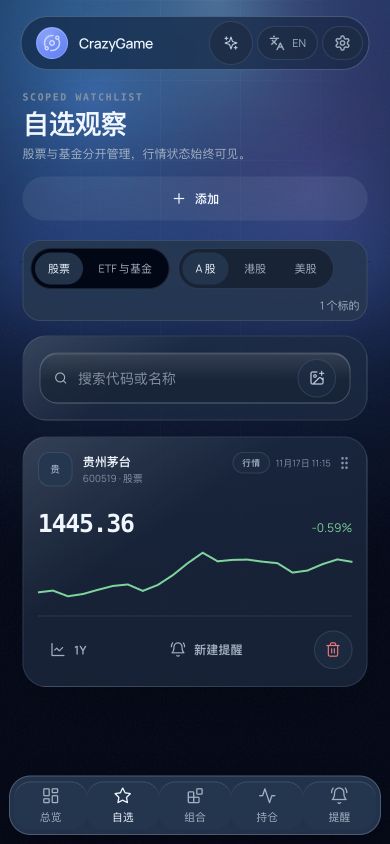 CrazyGame
EN
SCOPED WATCHLIST
自选观察
股票与基金分开管理，行情状态始终可见。
添加
股票 ETF 与基金 A 股 港股 美股
1 个标的
搜索代码或名称
贵 贵州茅台 行情 11月17日 11:15
600519 · 股票
1445.36 -0.59%
1Y 新建提醒
总览 自选 组合 持仓 提醒